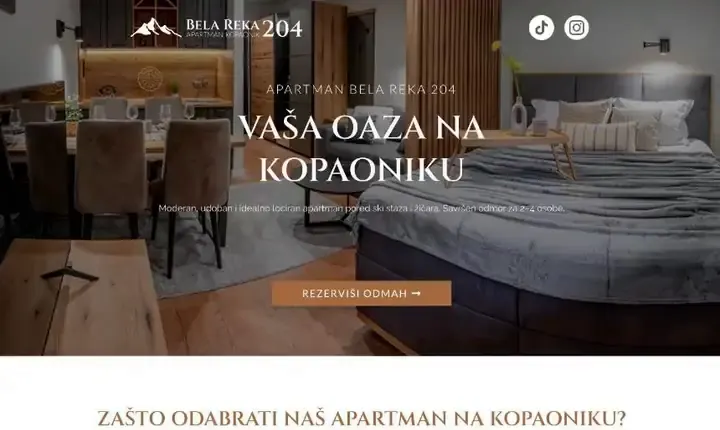 BELA REKA 204
APARTMAN KOPAONIK
APARTMAN BELA REKA 204
VAŠA OAZA NA
KOPAONIKU
Moderan, udoban i idealno lociran apartman pored ski staza i žičara. Savršen odmor za 2-4 osobe.
REZERVIŠI ODMAH →
ZAŠTO ODABRATI NAŠ APARTMAN NA KOPAONIKU?